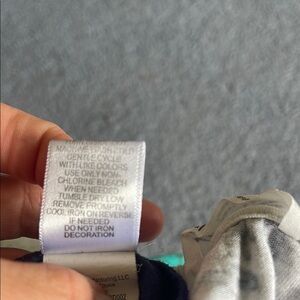 MACHINE WASH COLD
GENTLE CYCLE
WITH LIKE COLORS
USE ONLY NON-
CHLORINE BLEACH
WHEN NEEDED
TUMBLE DRY LOW
REMOVE PROMPTLY
COOL IRON ON REVERSE
IF NEEDED
DO NOT IRON
DECORATION
LLC